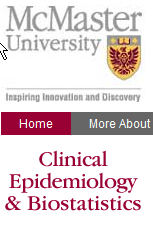 McMaster
University
Inspiring Innovation and Discovery
Home
More About
Clinical
Epidemiology
& Biostatistics